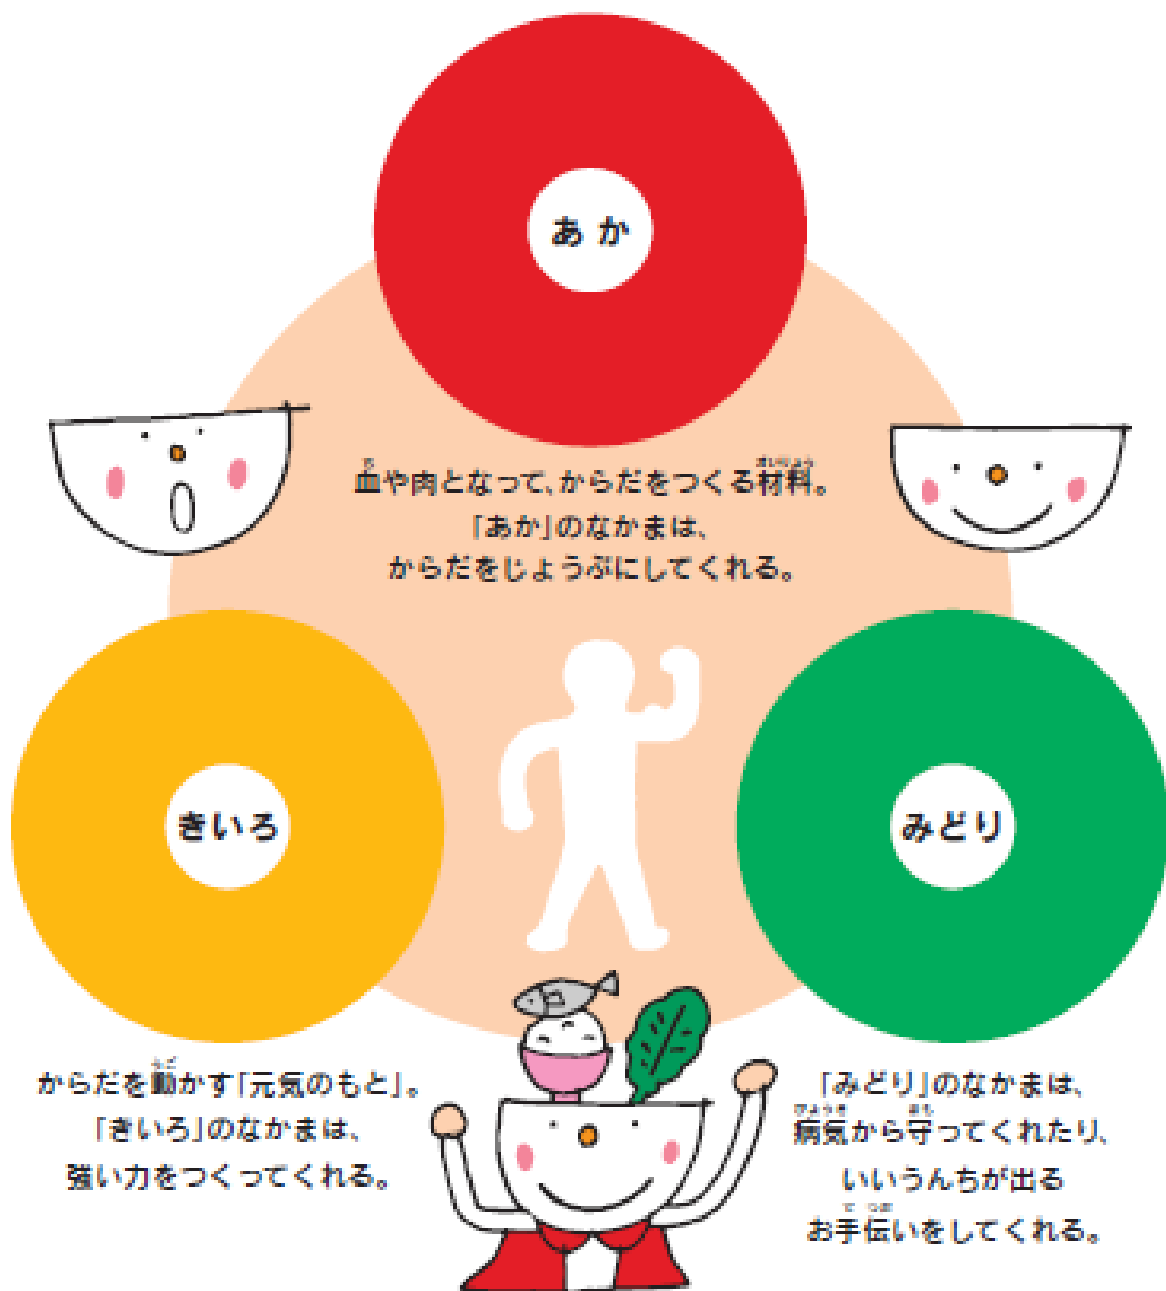 あか
血や肉となって、からだをつくる材料。
「あか」のなかまは、
からだをじょうぶにしてくれる。
きいろ
からだを動かす「元気のもと」。
「きいろ」のなかまは、
強い力をつくってくれる。
みどり
「みどり」のなかまは、
病気から守ってくれたり、
いいうんちが出る
お手伝いをしてくれる。